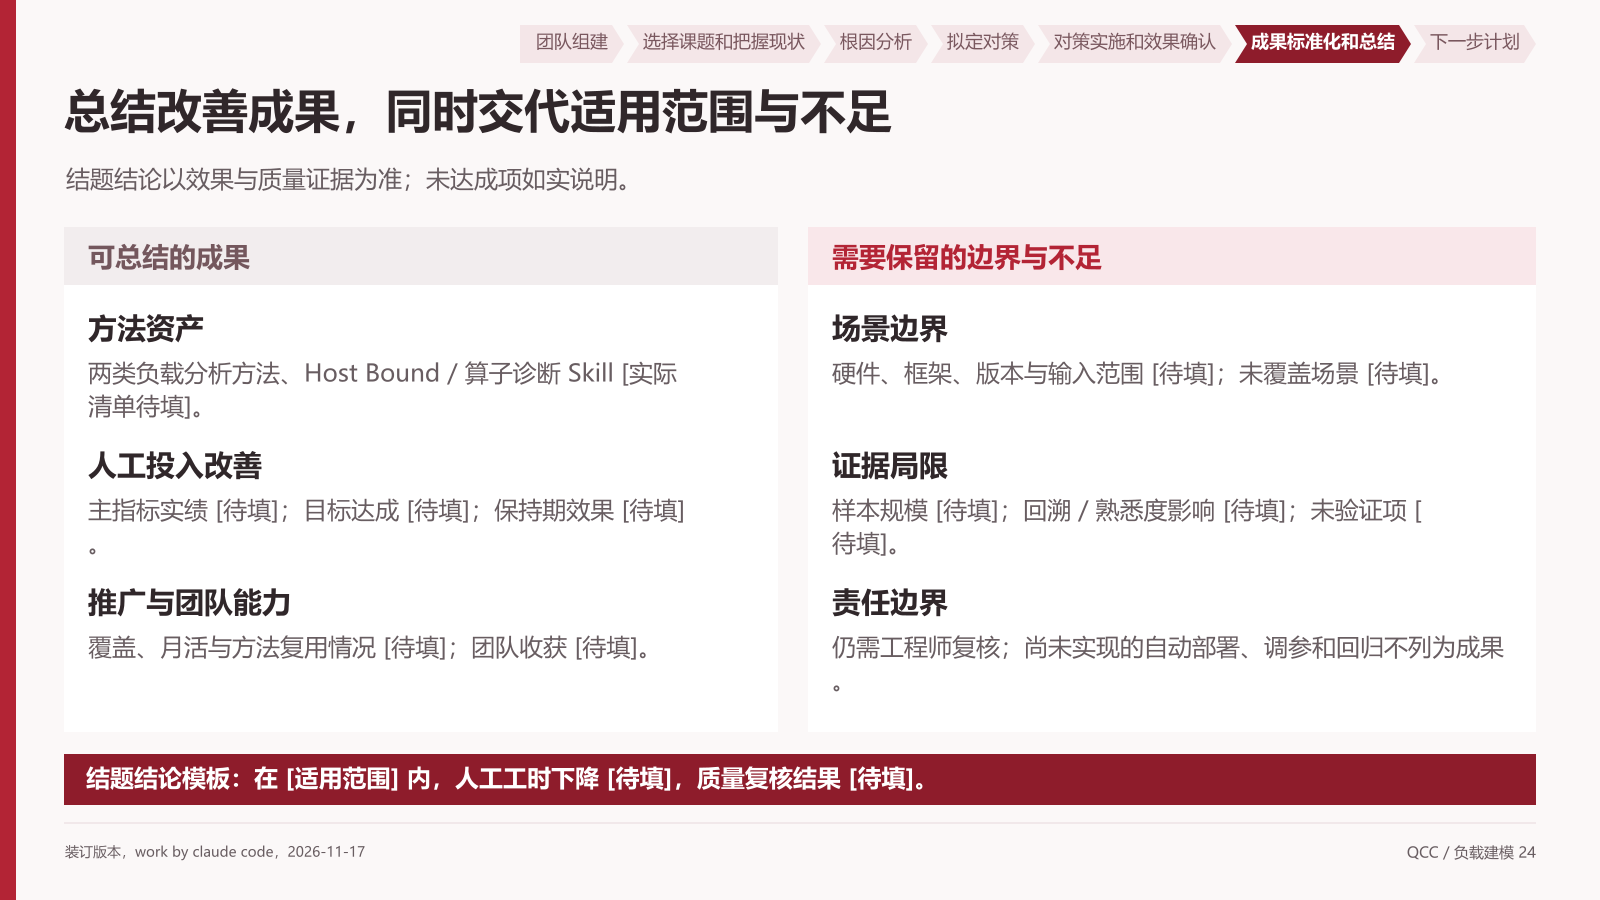 团队组建
选择课题和把握现状
根因分析
拟定对策
对策实施和效果确认
成果标准化和总结
下一步计划
总结改善成果，同时交代适用范围与不足
结题结论以效果与质量证据为准；未达成项如实说明。
可总结的成果
方法资产
两类负载分析方法、Host Bound / 算子诊断 Skill [实际
清单待填]。
人工投入改善
主指标实绩 [待填]；目标达成 [待填]；保持期效果 [待填]
。
推广与团队能力
覆盖、月活与方法复用情况 [待填]；团队收获 [待填]。
需要保留的边界与不足
场景边界
硬件、框架、版本与输入范围 [待填]；未覆盖场景 [待填]。
证据局限
样本规模 [待填]；回溯 / 熟悉度影响 [待填]；未验证项 [
待填]。
责任边界
仍需工程师复核；尚未实现的自动部署、调参和回归不列为成果
。
结题结论模板：在 [适用范围] 内，人工工时下降 [待填]，质量复核结果 [待填]。
装订版本，work by claude code，2026-11-17
QCC / 负载建模 24